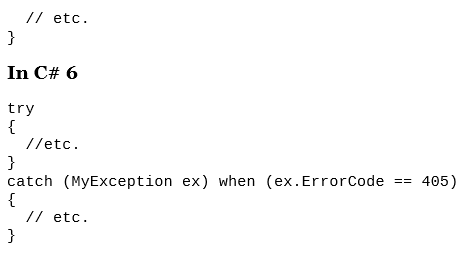 // etc.
}
In C# 6
try
{
  //etc.
}
catch (MyException ex) when (ex.ErrorCode == 405)
{
  // etc.
}